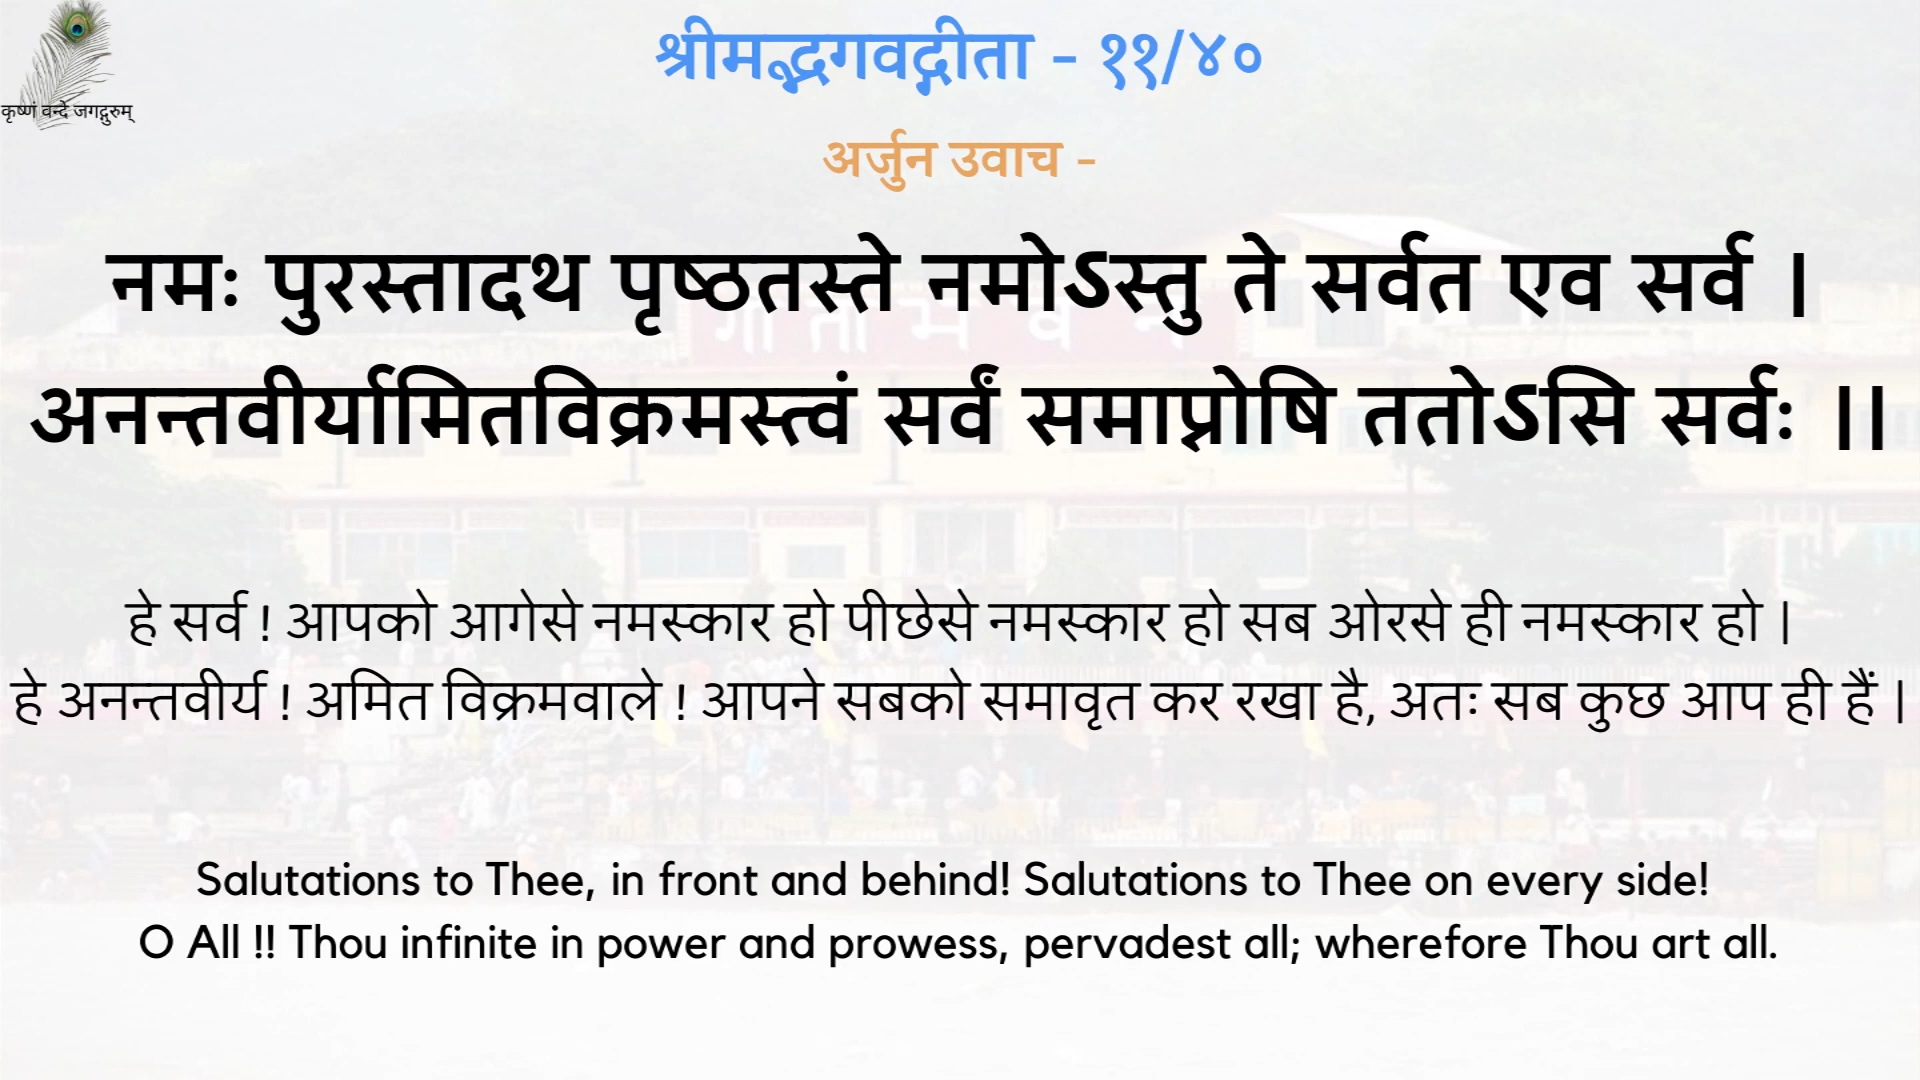 श्रीमद्भगवद्गीता - ११/४०
कृष्णं वन्दे जगद्गुरुम्
अर्जुन उवाच -
नमः पुरस्तादथ पृष्ठतस्ते नमोऽस्तु ते सर्वत एव सर्व ।
गीता भवन
अनन्तवीर्यामितविक्रमस्त्वं सर्वं समाप्नोषि ततोऽसि सर्वः ।।
हे सर्व ! आपको आगेसे नमस्कार हो पीछेसे नमस्कार हो सब ओरसे ही नमस्कार हो |
हे अनन्तवीर्य ! अमित विक्रमवाले ! आपने सबको समावृत कर रखा है, अतः सब कुछ आप ही हैं |
Salutations to Thee, in front and behind! Salutations to Thee on every side!
O All !! Thou infinite in power and prowess, pervadest all; wherefore Thou art all.